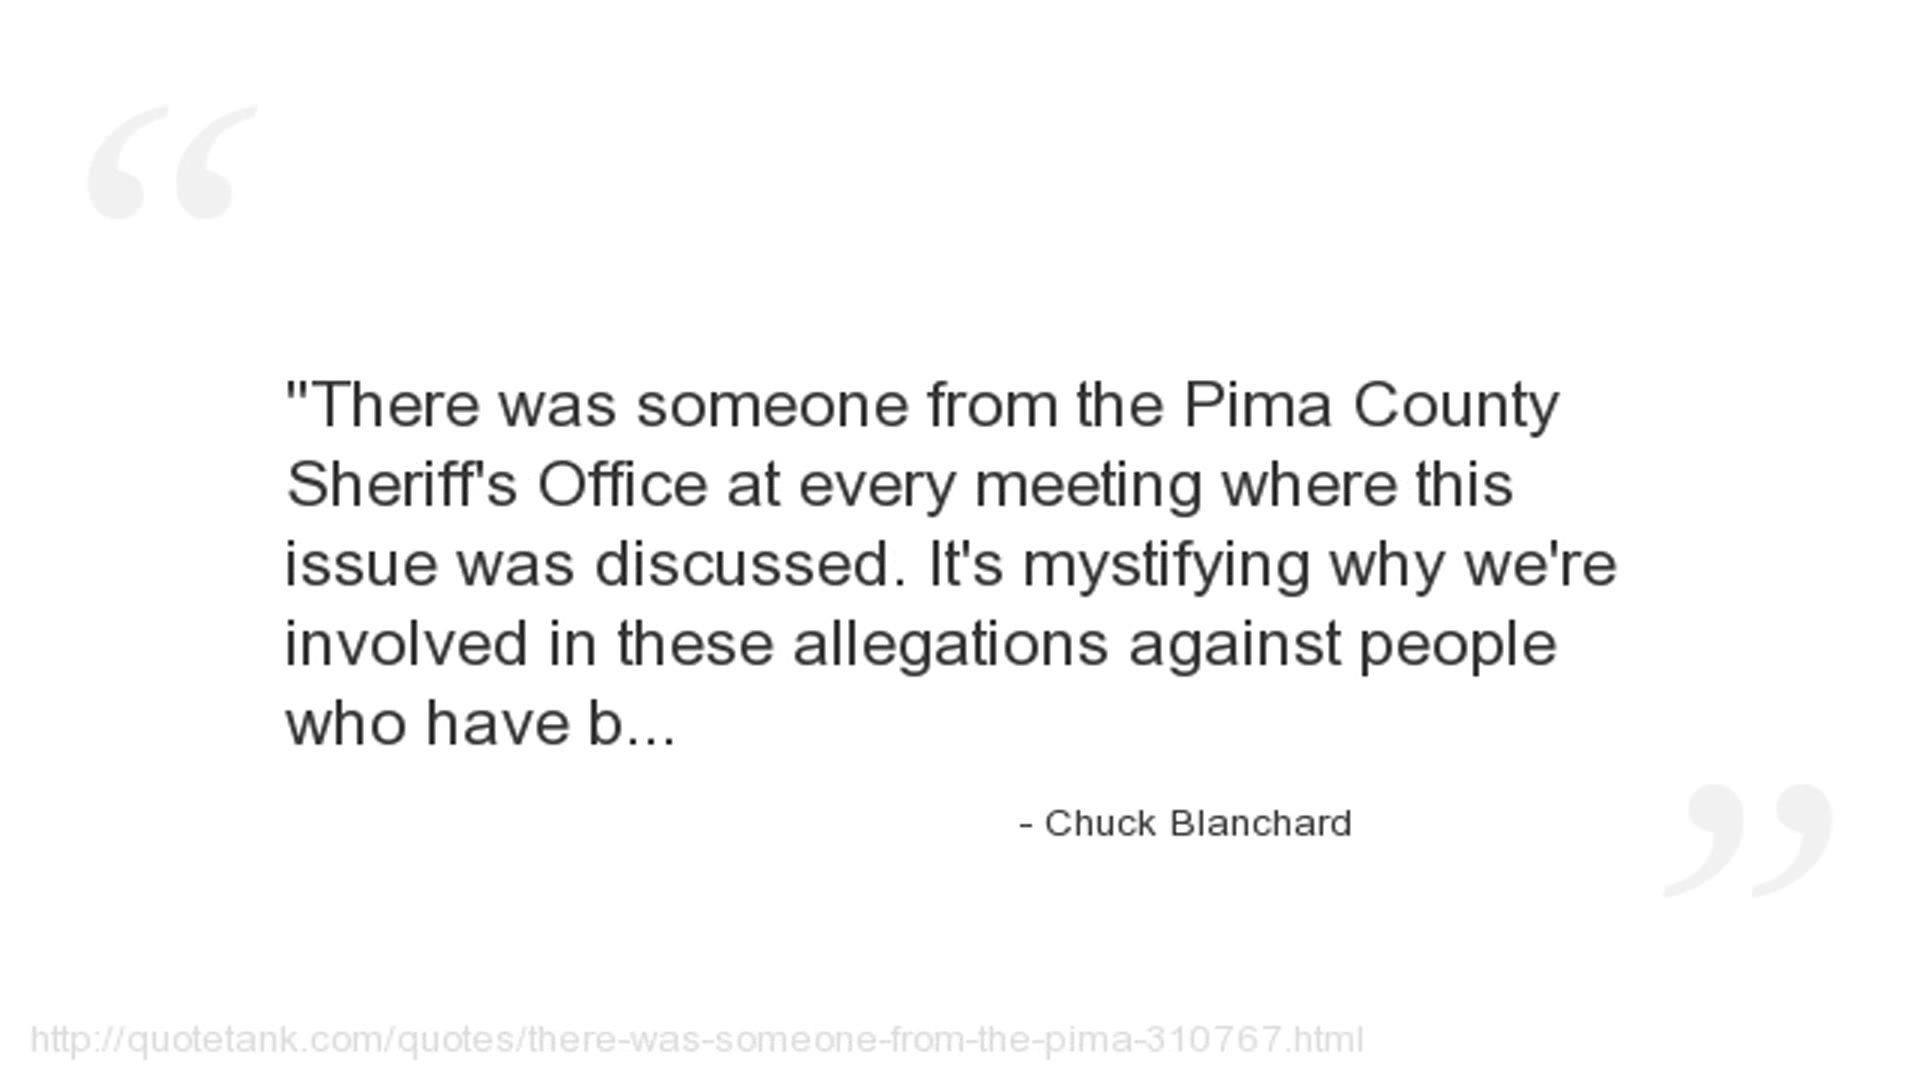 "There was someone from the Pima County
Sheriff's Office at every meeting where this
issue was discussed. It's mystifying why we're
involved in these allegations against people
who have b...
- Chuck Blanchard
http://quotetank.com/quotes/there-was-someone-from-the-pima-310767.html